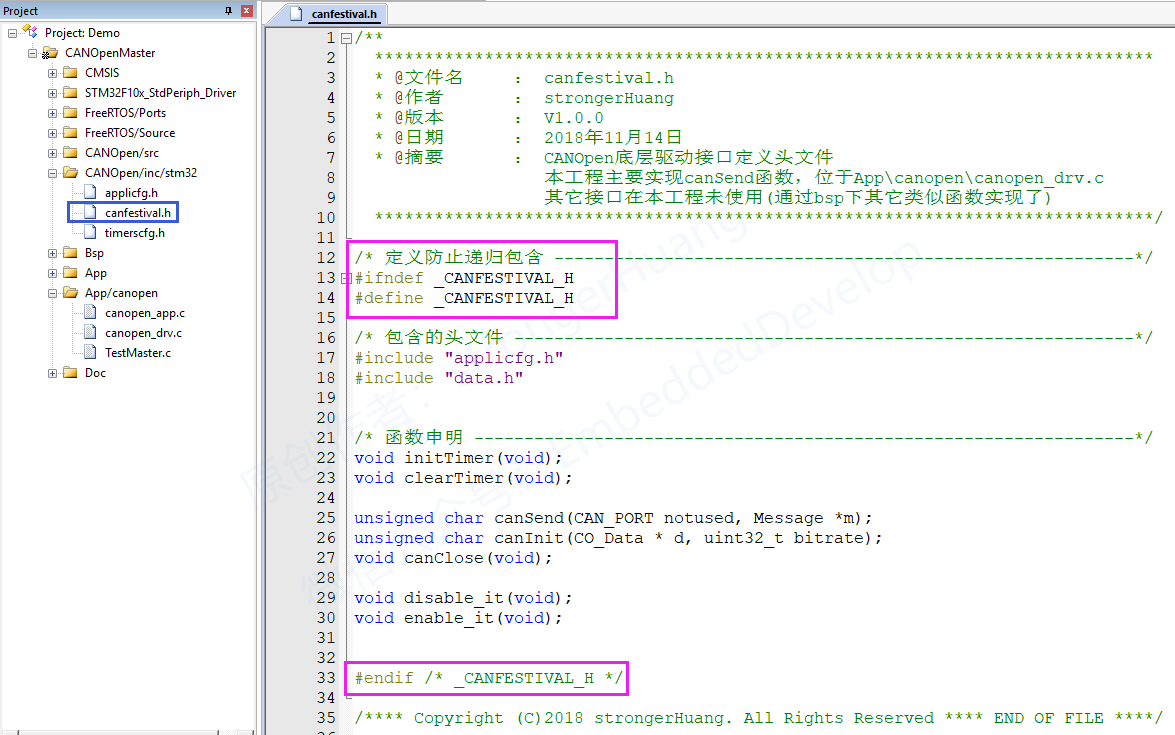 Project
Project: Demo
CANOpenMaster
CMSIS
STM32F10x_StdPeriph_Driver
FreeRTOS/Ports
FreeRTOS/Source
CANOpen/src
CANOpen/inc/stm32
applicfg.h
canfestival.h
timerscfg.h
Bsp
App
App/canopen
canopen_app.c
canopen_drv.c
TestMaster.c
Doc
canfestival.h
1 /**
2 ******************************************************************************
3 * @文件名 : canfestival.h
4 * @作者 : strongerHuang
5 * @版本 : V1.0.0
6 * @日期 : 2018年11月14日
7 * @摘要 : CANOpen底层驱动接口定义头文件
8 本工程主要实现canSend函数，位于App\canopen\canopen_drv.c
9 其它接口在本工程未使用(通过bsp下其它类似函数实现了)
10 ******************************************************************************/
11
12 /* 定义防止递归包含 ----------------------------------------------------------*/
13 #ifndef _CANFESTIVAL_H
14 #define _CANFESTIVAL_H
15
16 /* 包含的头文件 --------------------------------------------------------------*/
17 #include "applicfg.h"
18 #include "data.h"
19
20
21 /* 函数申明 ------------------------------------------------------------------*/
22 void initTimer(void);
23 void clearTimer(void);
24
25 unsigned char canSend(CAN_PORT notused, Message *m);
26 unsigned char canInit(CO_Data * d, uint32_t bitrate);
27 void canClose(void);
28
29 void disable_it(void);
30 void enable_it(void);
31
32
33 #endif /* _CANFESTIVAL_H */
34
35 /**** Copyright (C)2018 strongerHuang. All Rights Reserved **** END OF FILE ****/